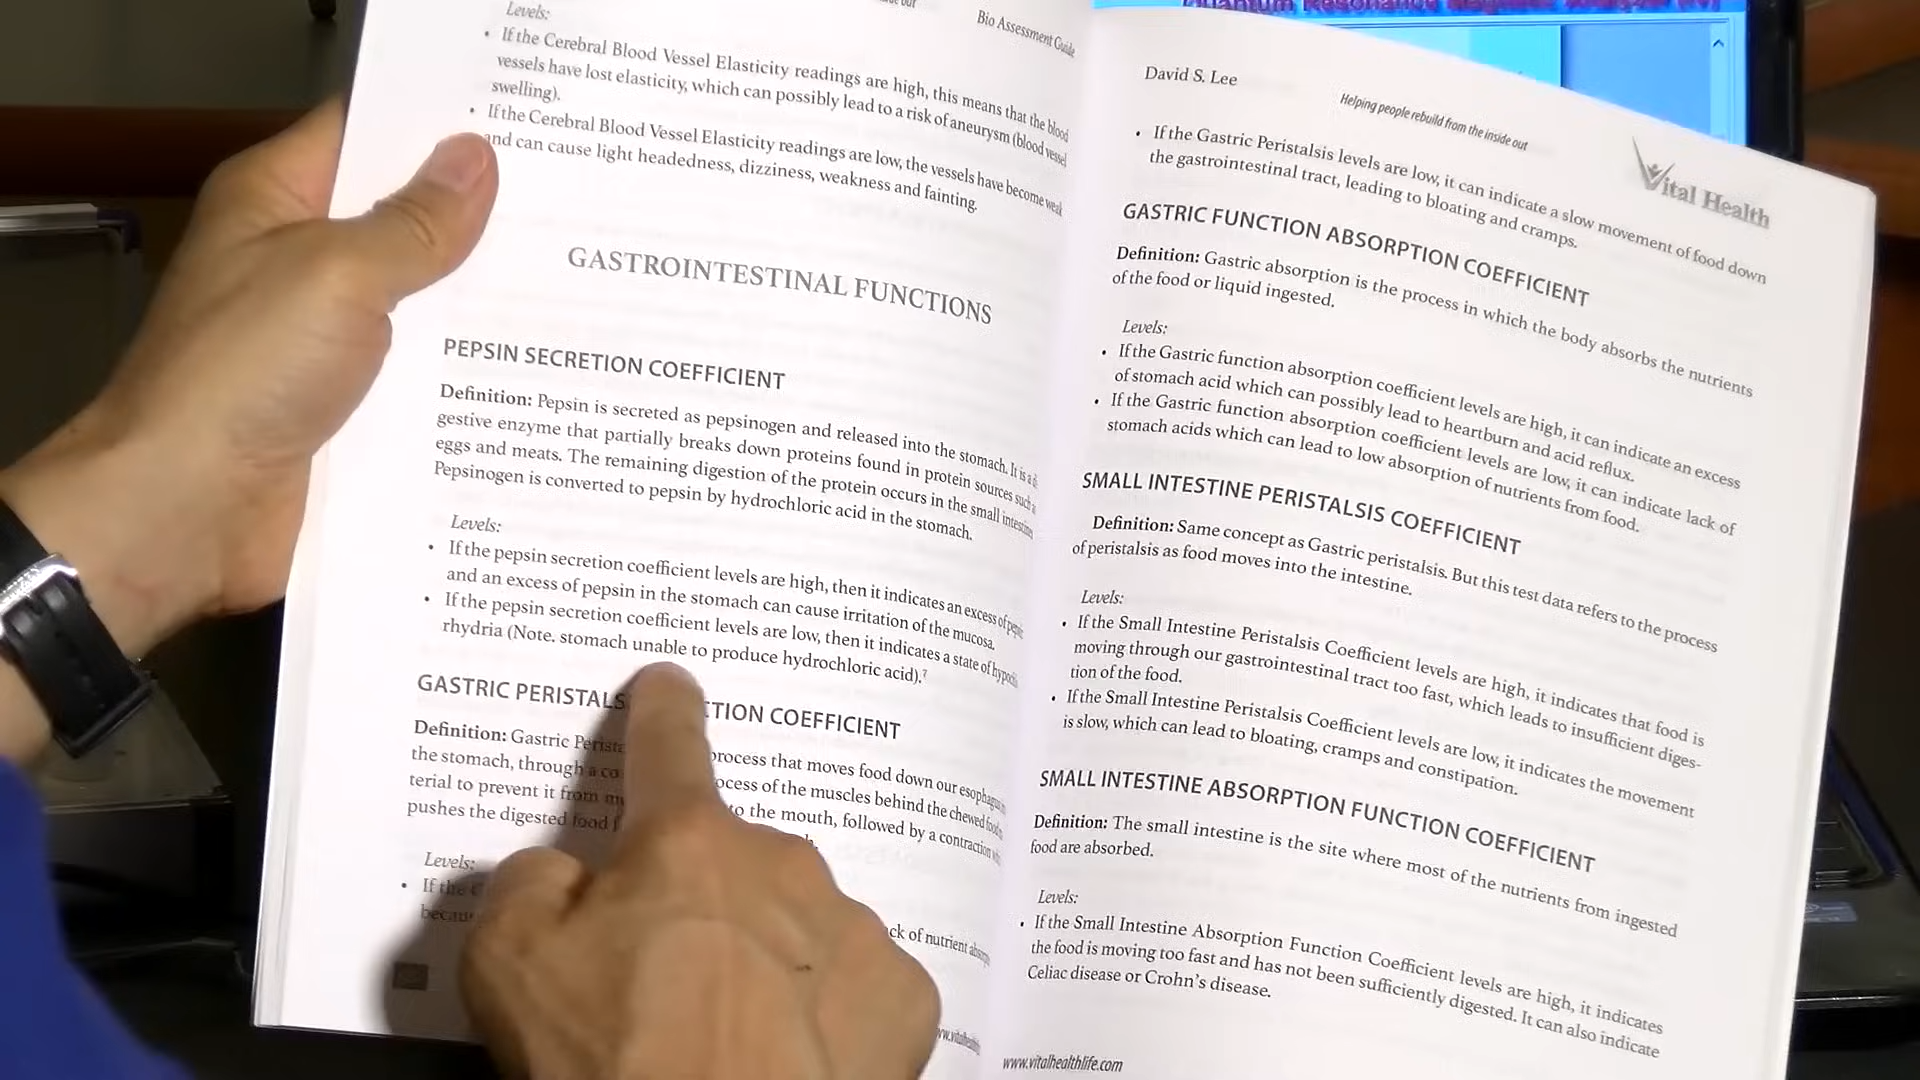 Bio Assessment Guide
Levels:
• If the Cerebral Blood Vessel Elasticity readings are high, this means that the blood
vessels have lost elasticity, which can possibly lead to a risk of aneurysm (blood vessel
swelling).
• If the Cerebral Blood Vessel Elasticity readings are low, the vessels have become weak
and can cause light headedness, dizziness, weakness and fainting.
GASTROINTESTINAL FUNCTIONS
PEPSIN SECRETION COEFFICIENT
Definition: Pepsin is secreted as pepsinogen and released into the stomach. It is a
gestive enzyme that partially breaks down proteins found in protein sources such
eggs and meats. The remaining digestion of the protein occurs in the small
Pepsinogen is converted to pepsin by hydrochloric acid in the stomach.
Levels:
• If the pepsin secretion coefficient levels are high, then it indicates an excess of
and an excess of pepsin in the stomach can cause irritation of the mucosa.
• If the pepsin secretion coefficient levels are low, then it indicates a state of
rhydria (Note. stomach unable to produce hydrochloric acid).7
GASTRIC COEFFICIENT
Definition: Gastric process that moves food down our
the stomach, through of the muscles behind the chewed
terial to prevent it from to the mouth, followed by a contraction
pushes the digested food
Levels:
• If the
of nutrient
David S. Lee
Helping people rebuild from the inside out
Vital Health
• If the Gastric Peristalsis levels are low, it can indicate a slow movement of food down
the gastrointestinal tract, leading to bloating and cramps.
GASTRIC FUNCTION ABSORPTION COEFFICIENT
Definition: Gastric absorption is the process in which the body absorbs the nutrients
of the food or liquid ingested.
Levels:
• If the Gastric function absorption coefficient levels are high, it can indicate an excess
of stomach acid which can possibly lead to heartburn and acid reflux.
• If the Gastric function absorption coefficient levels are low, it can indicate lack of
stomach acids which can lead to low absorption of nutrients from food.
SMALL INTESTINE PERISTALSIS COEFFICIENT
Definition: Same concept as Gastric peristalsis. But this test data refers to the process
of peristalsis as food moves into the intestine.
Levels:
• If the Small Intestine Peristalsis Coefficient levels are high, it indicates that food is
moving through our gastrointestinal tract too fast, which leads to insufficient diges-
tion of the food.
• If the Small Intestine Peristalsis Coefficient levels are low, it indicates the movement
is slow, which can lead to bloating, cramps and constipation.
SMALL INTESTINE ABSORPTION FUNCTION COEFFICIENT
Definition: The small intestine is the site where most of the nutrients from ingested
food are absorbed.
Levels:
• If the Small Intestine Absorption Function Coefficient levels are high, it indicates
the food is moving too fast and has not been sufficiently digested. It can also indicate
Celiac disease or Crohn's disease.
www.vitalhealthlife.com